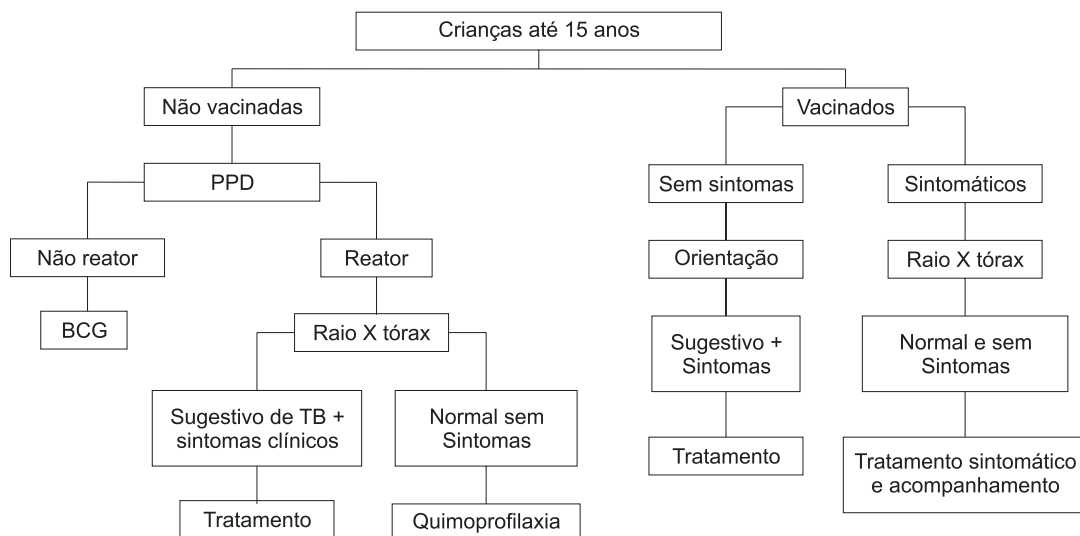 Crianças até 15 anos
Não vacinadas
Vacinados
PPD
Sem sintomas
Sintomáticos
Não reator
Reator
Orientação
Raio X tórax
BCG
Raio X tórax
Sugestivo +
Sintomas
Normal e sem
Sintomas
Sugestivo de TB +
sintomas clínicos
Normal sem
Sintomas
Tratamento
Tratamento sintomático
e acompanhamento
Tratamento
Quimoprofilaxia